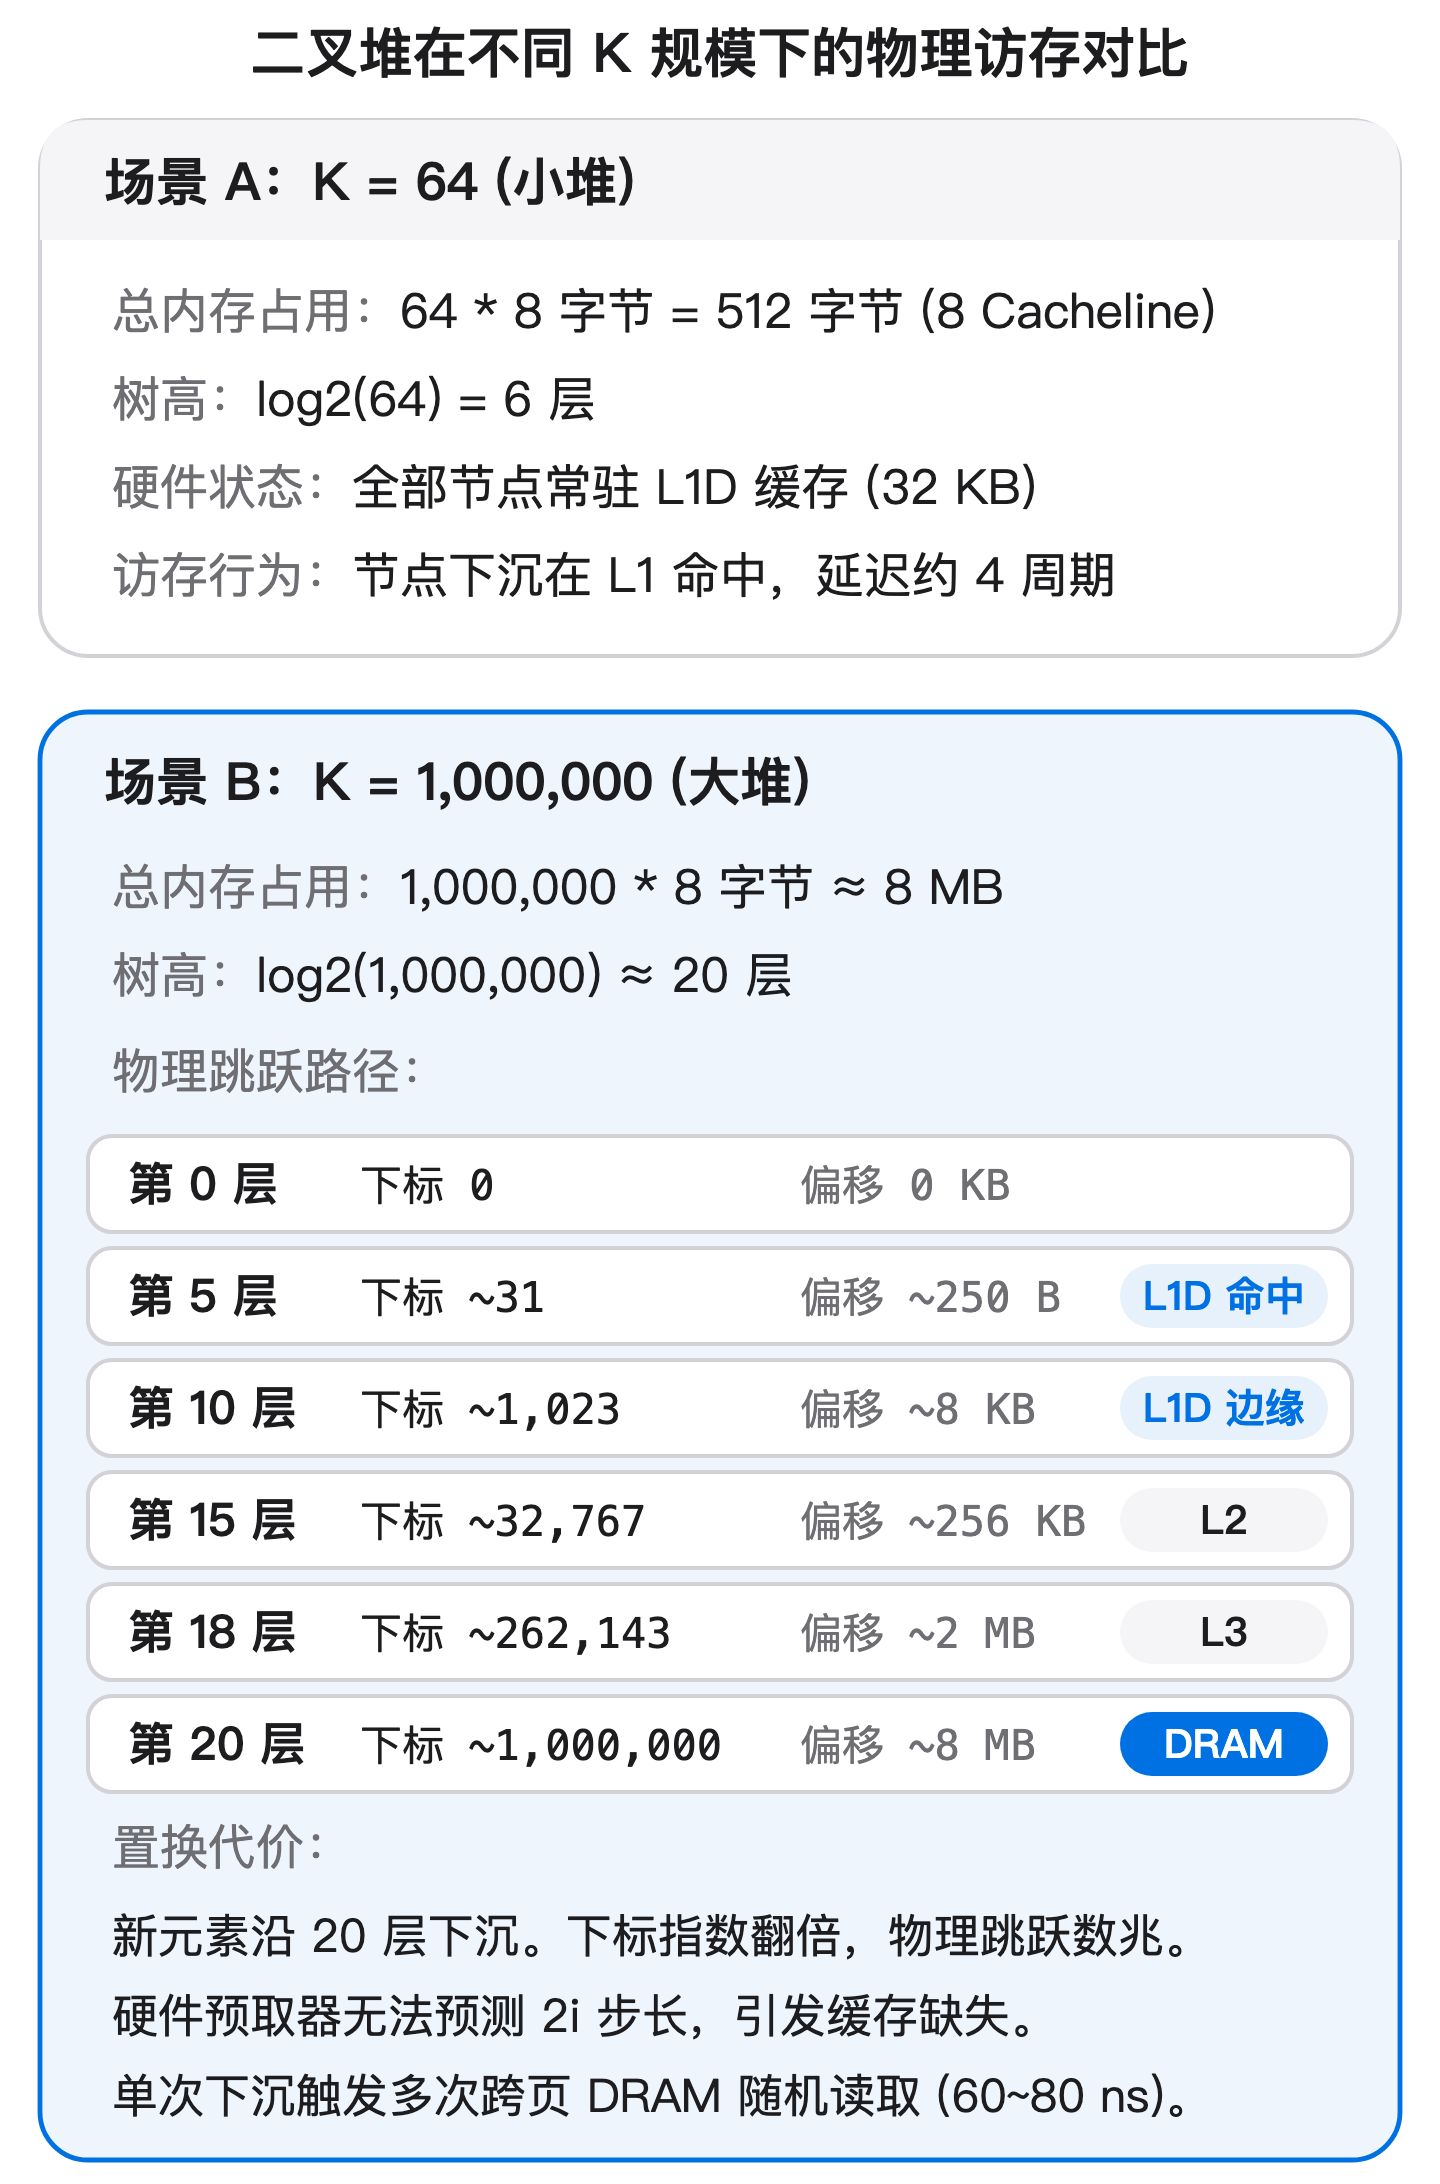 二叉堆在不同 K 规模下的物理访存对比
场景 A：K = 64 (小堆)
总内存占用：64 * 8 字节 = 512 字节 (8 Cacheline)
树高：log2(64) = 6 层
硬件状态：全部节点常驻 L1D 缓存 (32 KB)
访存行为：节点下沉在 L1 命中，延迟约 4 周期
场景 B：K = 1,000,000 (大堆)
总内存占用：1,000,000 * 8 字节 ≈ 8 MB
树高：log2(1,000,000) ≈ 20 层
物理跳跃路径：
第 0 层 下标 0 偏移 0 KB
第 5 层 下标 ~31 偏移 ~250 B L1D 命中
第 10 层 下标 ~1,023 偏移 ~8 KB L1D 边缘
第 15 层 下标 ~32,767 偏移 ~256 KB L2
第 18 层 下标 ~262,143 偏移 ~2 MB L3
第 20 层 下标 ~1,000,000 偏移 ~8 MB DRAM
置换代价：
新元素沿 20 层下沉。下标指数翻倍，物理跳跃数兆。
硬件预取器无法预测 2i 步长，引发缓存缺失。
单次下沉触发多次跨页 DRAM 随机读取 (60~80 ns)。